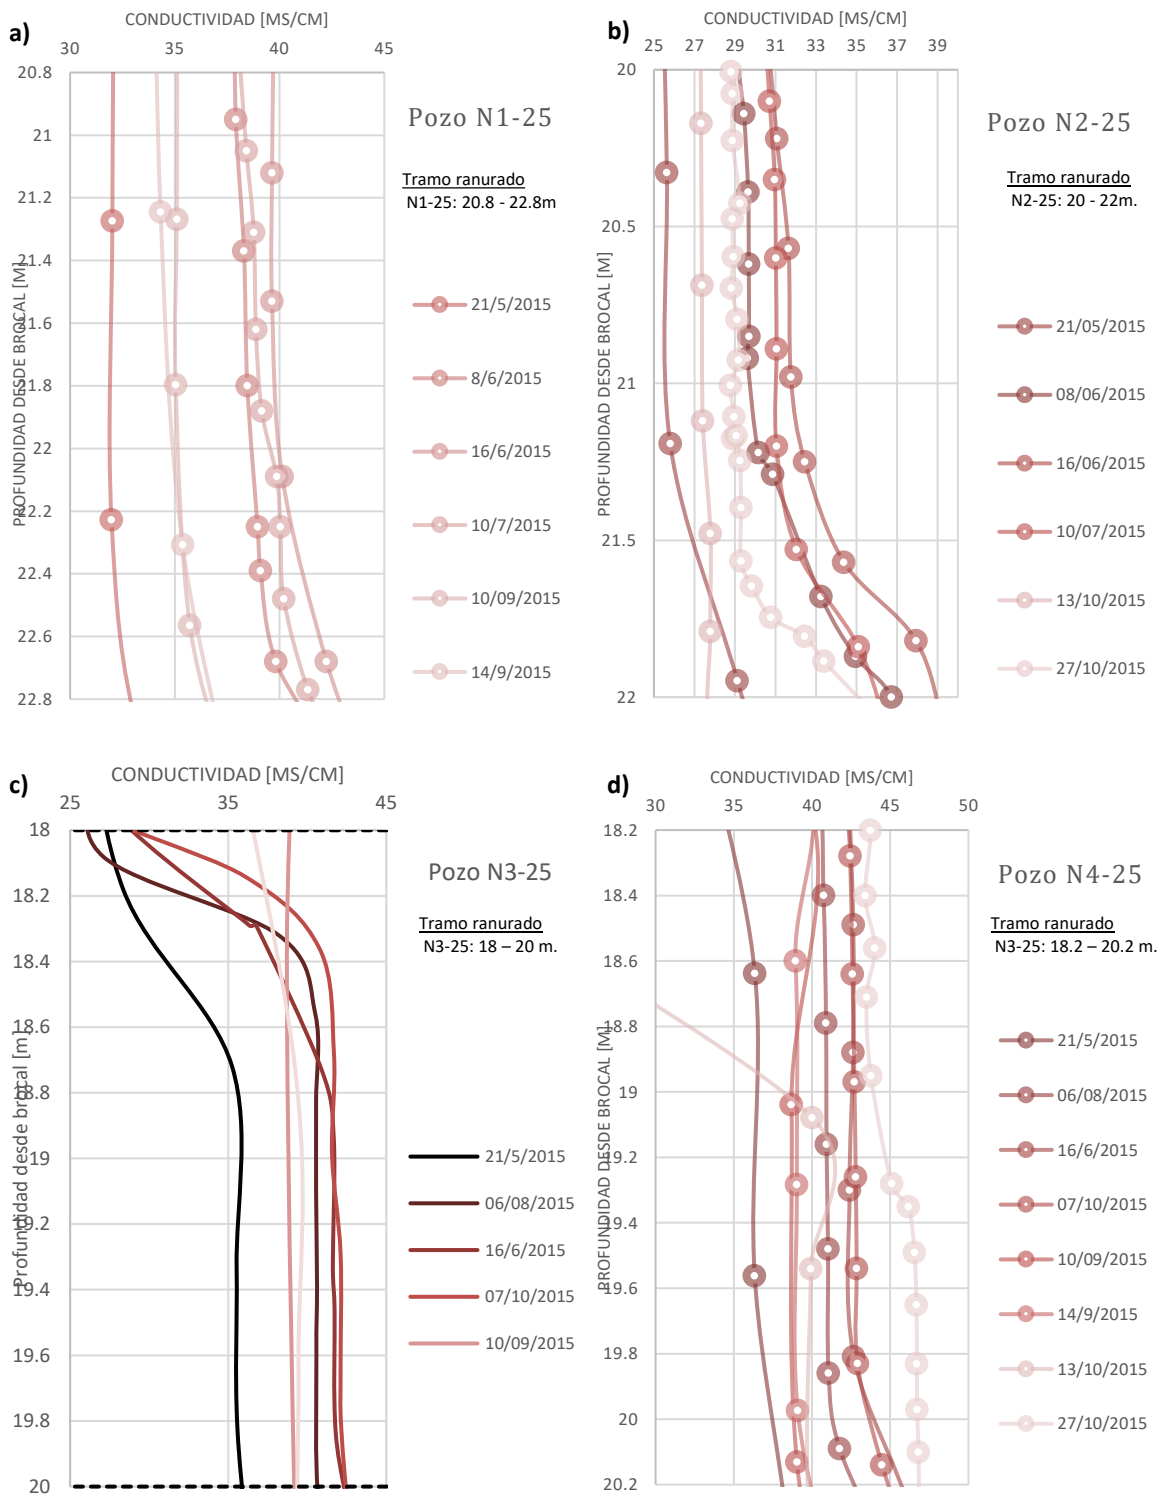 a)
CONDUCTIVIDAD [MS/CM]
30 35 40 45
20.8
21
21.2
21.4
21.6
21.8
22
22.2
22.4
22.6
22.8
PROFUNDIDAD DESDE BROCAL [M]
Pozo N1-25
Tramo ranurado
N1-25: 20.8 - 22.8m
21/5/2015
8/6/2015
16/6/2015
10/7/2015
10/09/2015
14/9/2015
b)
CONDUCTIVIDAD [MS/CM]
25 27 29 31 33 35 37 39
20
20.5
21
21.5
22
PROFUNDIDAD DESDE BROCAL [M]
Pozo N2-25
Tramo ranurado
N2-25: 20 - 22m.
21/05/2015
08/06/2015
16/06/2015
10/07/2015
13/10/2015
27/10/2015
c)
CONDUCTIVIDAD [MS/CM]
25 35 45
18
18.2
18.4
18.6
18.8
19
19.2
19.4
19.6
19.8
20
Profuntidad desde brocal [m]
Pozo N3-25
Tramo ranurado
N3-25: 18 – 20 m.
21/5/2015
06/08/2015
16/6/2015
07/10/2015
10/09/2015
d)
CONDUCTIVIDAD [MS/CM]
30 35 40 45 50
18.2
18.4
18.6
18.8
19
19.2
19.4
19.6
19.8
20
20.2
PROFUNDIDAD DESDE BROCAL [M]
Pozo N4-25
Tramo ranurado
N3-25: 18.2 – 20.2 m.
21/5/2015
06/08/2015
16/6/2015
07/10/2015
10/09/2015
14/9/2015
13/10/2015
27/10/2015